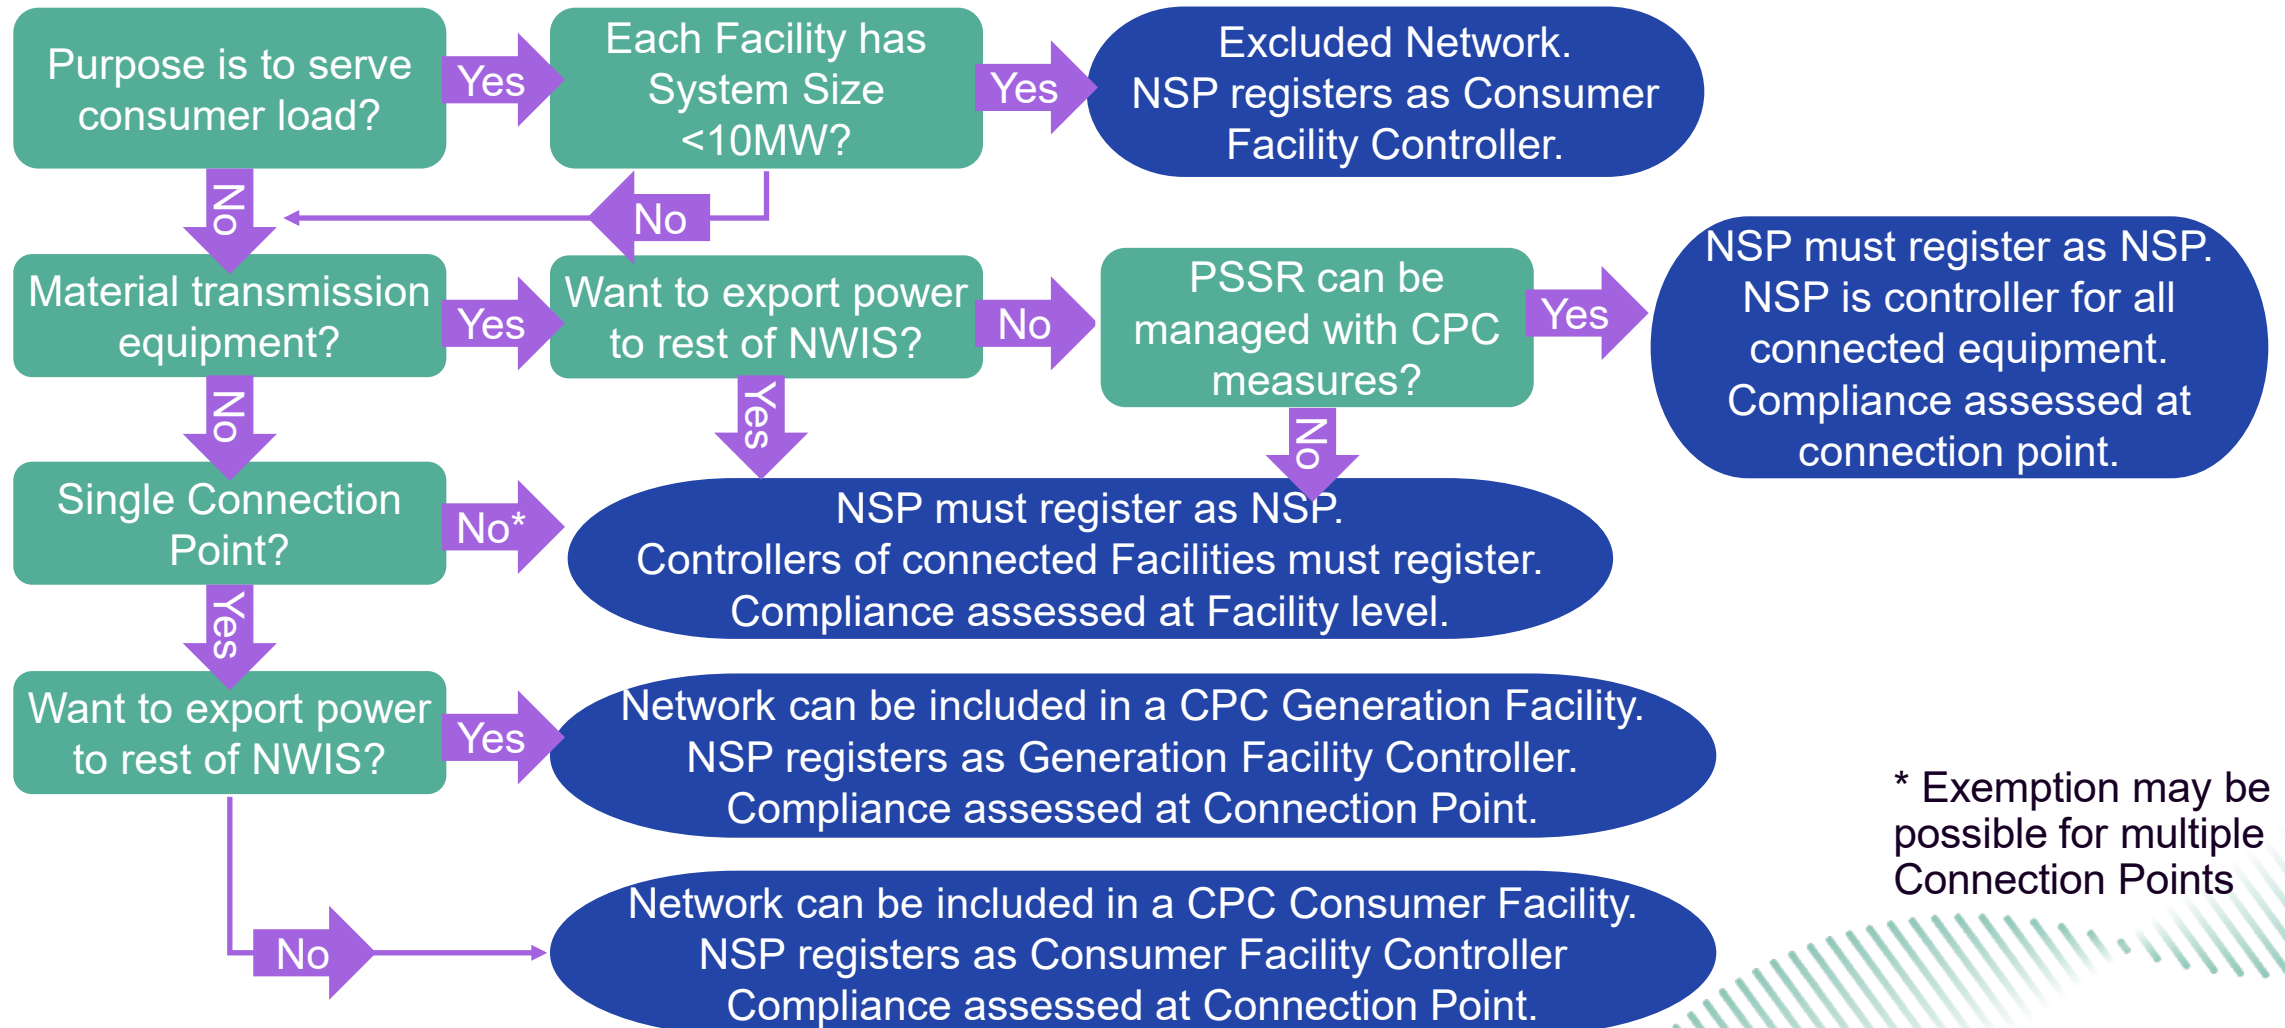 Purpose is to serve
consumer load?
Yes
Each Facility has
System Size
<10MW?
Yes
Excluded Network.
NSP registers as Consumer
Facility Controller.
No
No
Material transmission
equipment?
Yes
Want to export power
to rest of NWIS?
No
PSSR can be
managed with CPC
measures?
Yes
NSP must register as NSP.
NSP is controller for all
connected equipment.
Compliance assessed at
connection point.
No
Yes
No
Single Connection
Point?
No*
NSP must register as NSP.
Controllers of connected Facilities must register.
Compliance assessed at Facility level.
Yes
Want to export power
to rest of NWIS?
Yes
Network can be included in a CPC Generation Facility.
NSP registers as Generation Facility Controller.
Compliance assessed at Connection Point.
No
Network can be included in a CPC Consumer Facility.
NSP registers as Consumer Facility Controller
Compliance assessed at Connection Point.
* Exemption may be
possible for multiple
Connection Points